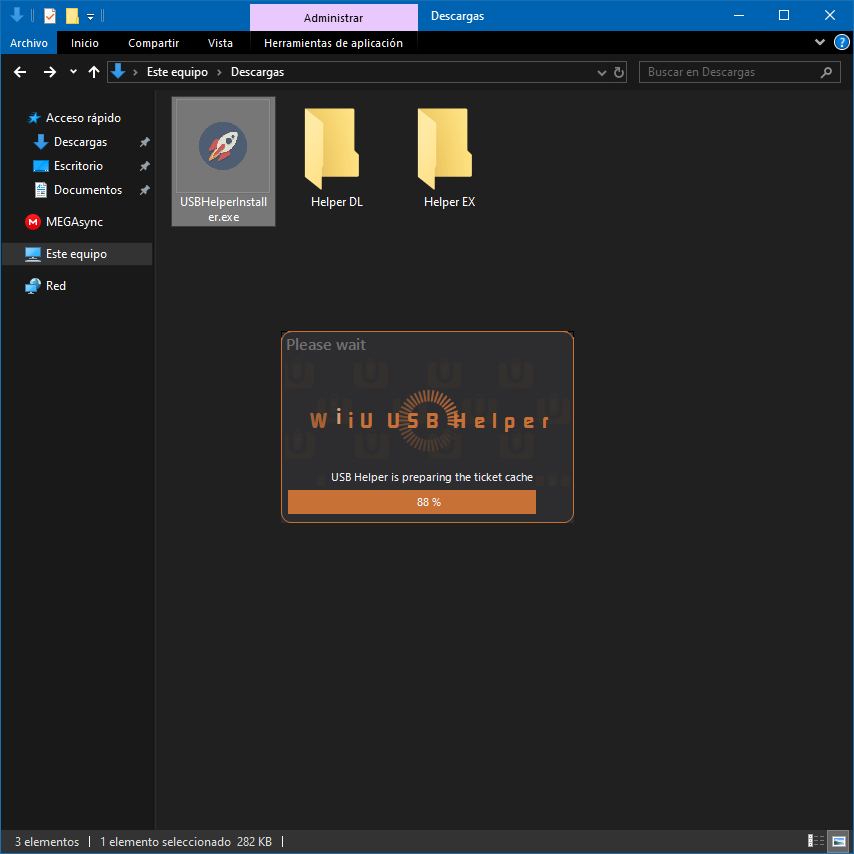 Administrar
Descargas
Archivo
Inicio
Compartir
Vista
Herramientas de aplicación
?
Este equipo
Descargas
Buscar en Descargas
Acceso rápido
Descargas
Escritorio
Documentos
M
MEGAsync
Este equipo
Red
USBHelperInstall
er.exe
Helper DL
Helper EX
Please wait
WiiU USB Helper
USB Helper is preparing the ticket cache
88 %
3 elementos
1 elemento seleccionado 282 KB